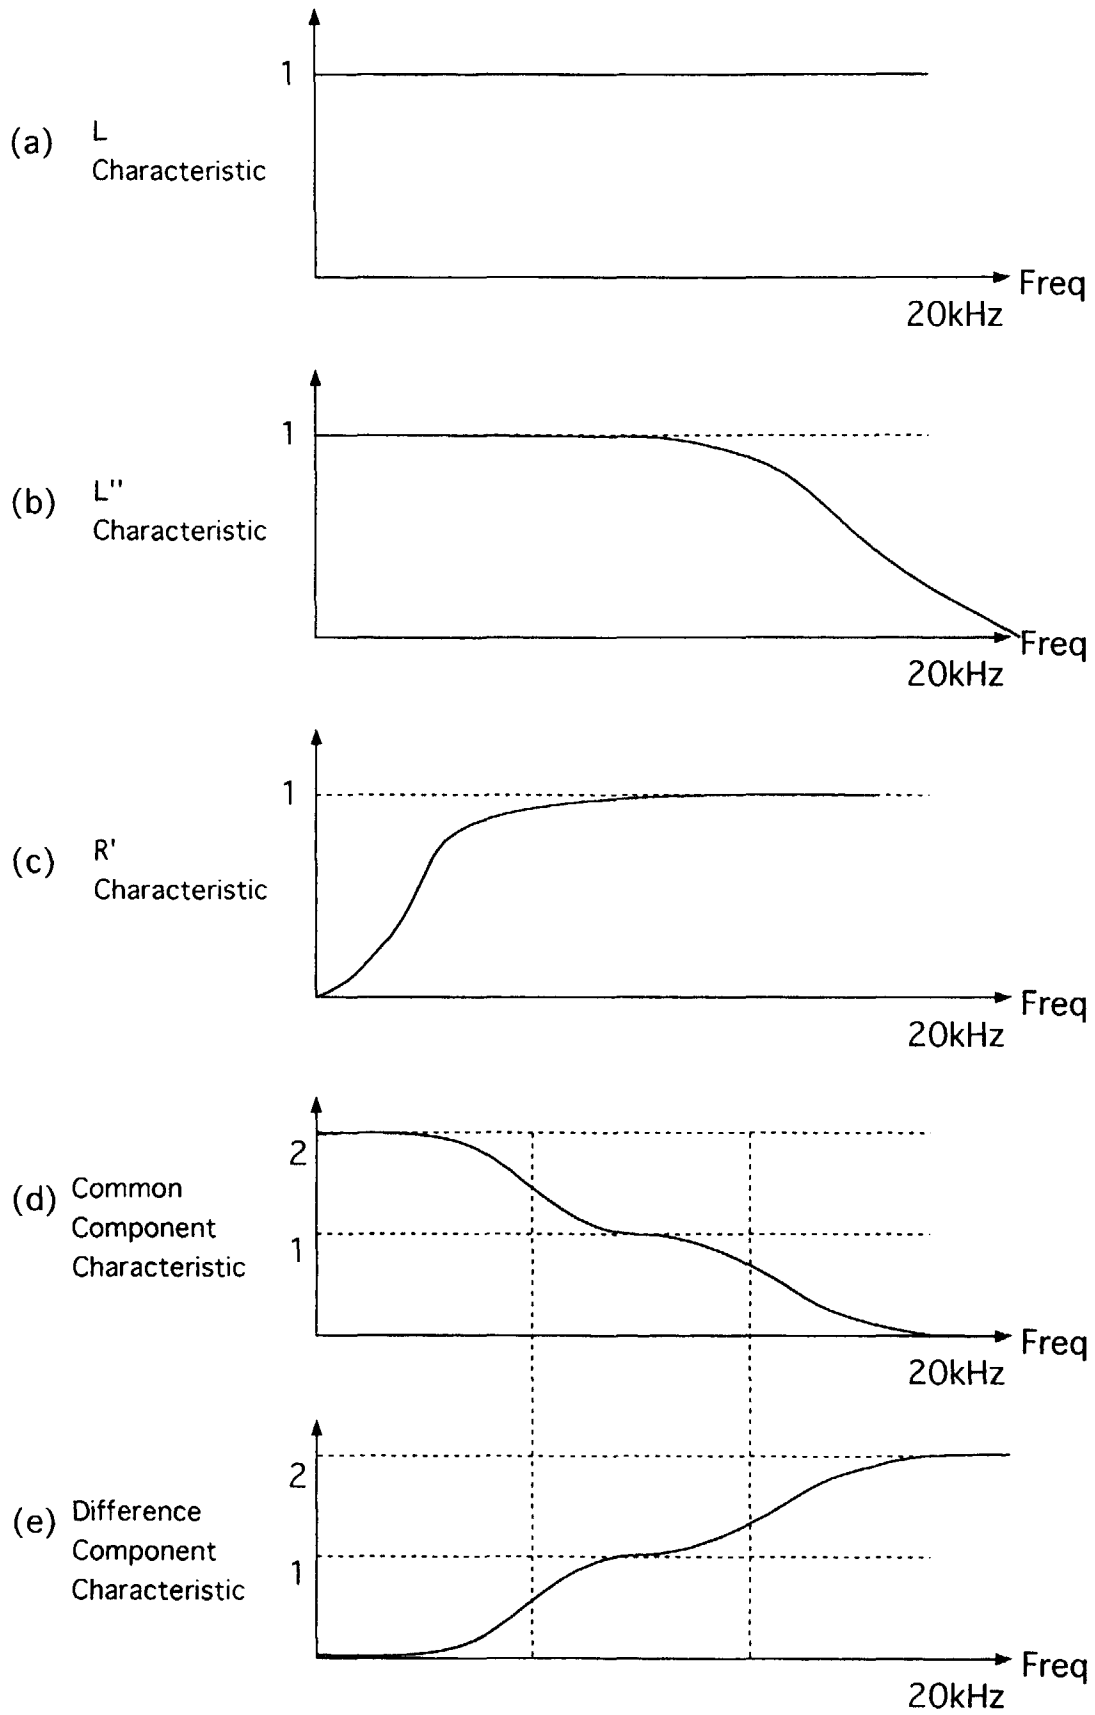 1
(a) L
Characteristic
Freq
20kHz
1
(b) L''
Characteristic
Freq
20kHz
1
(c) R'
Characteristic
Freq
20kHz
2
(d) Common
Component
1
Characteristic
Freq
20kHz
2
(e) Difference
Component
1
Characteristic
Freq
20kHz